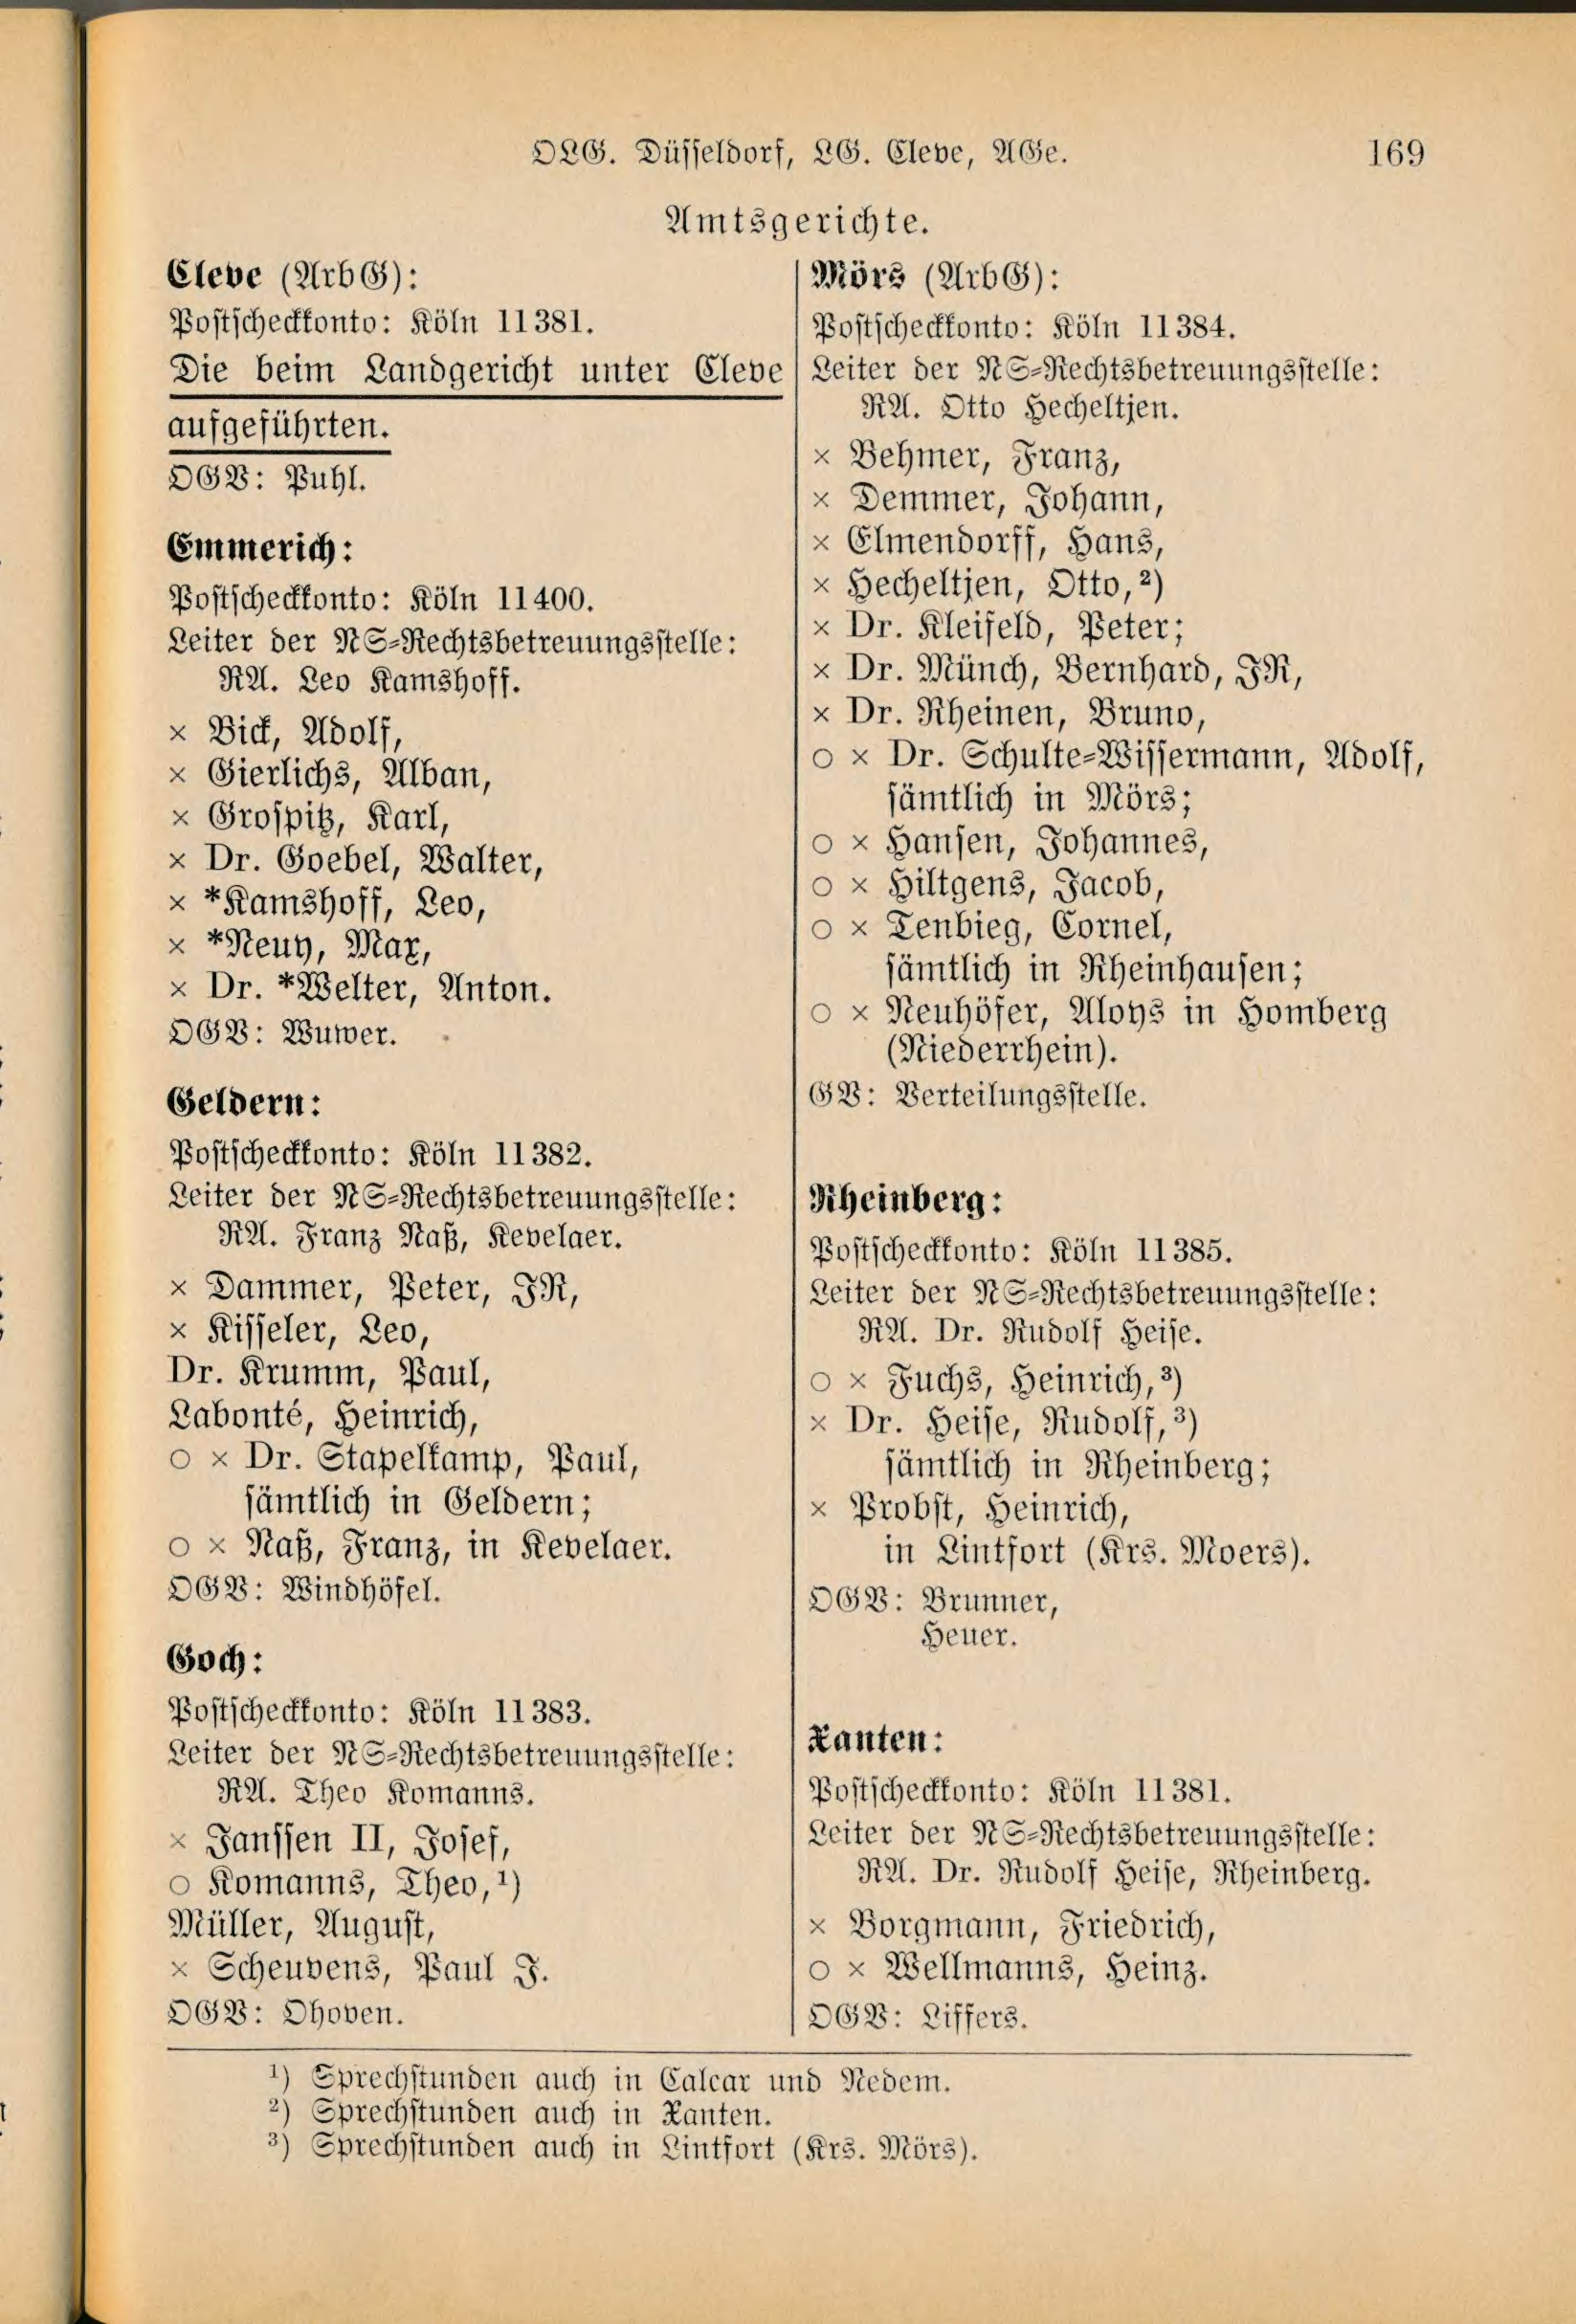 OLG. Düsseldorf, LG. Cleve, AGe.
169
Amtsgerichte.
Cleve (ArbG):
Postscheckkonto: Köln 11381.
Die beim Landgericht unter Cleve
aufgeführten.
OGV: Puhl.
Emmerich:
Postscheckkonto: Köln 11400.
Leiter der NS-Rechtsbetreuungsstelle:
RA. Leo Kamshoff.
× Bick, Adolf,
× Gierlichs, Alban,
× Grospitz, Karl,
× Dr. Goebel, Walter,
× *Kamshoff, Leo,
× *Neuy, Max,
× Dr. *Welter, Anton.
OGV: Wuwer.
Geldern:
Postscheckkonto: Köln 11382.
Leiter der NS-Rechtsbetreuungsstelle:
RA. Franz Naß, Kevelaer.
× Dammer, Peter, JR,
× Kisseler, Leo,
Dr. Krumm, Paul,
Labonté, Heinrich,
○ × Dr. Stapelkamp, Paul,
sämtlich in Geldern;
○ × Naß, Franz, in Kevelaer.
OGV: Windhöfel.
Goch:
Postscheckkonto: Köln 11383.
Leiter der NS-Rechtsbetreuungsstelle:
RA. Theo Komanns.
× Janssen II, Josef,
○ Komanns, Theo,¹)
Müller, August,
× Scheuvens, Paul J.
OGV: Ohoven.
Mörs (ArbG):
Postscheckkonto: Köln 11384.
Leiter der NS-Rechtsbetreuungsstelle:
RA. Otto Hecheltjen.
× Behmer, Franz,
× Demmer, Johann,
× Elmendorff, Hans,
× Hecheltjen, Otto,²)
× Dr. Kleifeld, Peter;
× Dr. Münch, Bernhard, JR,
× Dr. Rheinen, Bruno,
○ × Dr. Schulte-Wissermann, Adolf,
sämtlich in Mörs;
○ × Hansen, Johannes,
○ × Hiltgens, Jacob,
○ × Tenbieg, Cornel,
sämtlich in Rheinhausen;
○ × Neuhöfer, Aloys in Homberg
(Niederrhein).
GV: Verteilungsstelle.
Rheinberg:
Postscheckkonto: Köln 11385.
Leiter der NS-Rechtsbetreuungsstelle:
RA. Dr. Rudolf Heise.
○ × Fuchs, Heinrich,³)
× Dr. Heise, Rudolf,³)
sämtlich in Rheinberg;
× Probst, Heinrich,
in Lintfort (Krs. Moers).
OGV: Brunner,
Heuer.
Xanten:
Postscheckkonto: Köln 11381.
Leiter der NS-Rechtsbetreuungsstelle:
RA. Dr. Rudolf Heise, Rheinberg.
× Borgmann, Friedrich,
○ × Wellmanns, Heinz.
OGV: Liffers.
¹) Sprechstunden auch in Calcar und Kedem.
²) Sprechstunden auch in Xanten.
³) Sprechstunden auch in Lintfort (Krs. Mörs).